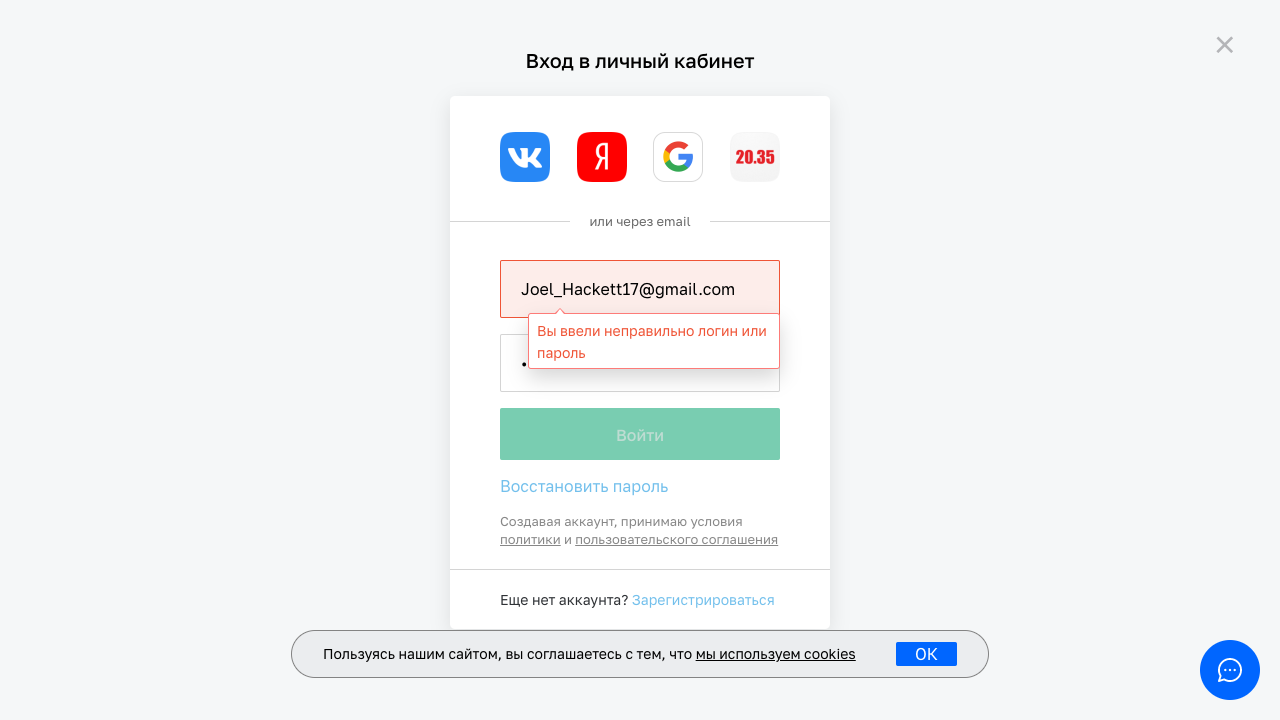 Вход в личный кабинет
20.35
или через email
Joel_Hackett17@gmail.com
Вы ввели неправильно логин или
пароль
Войти
Восстановить пароль
Создавая аккаунт, принимаю условия
политики и пользовательского соглашения
Еще нет аккаунта? Зарегистрироваться
Пользуясь нашим сайтом, вы соглашаетесь с тем, что мы используем cookies
OK